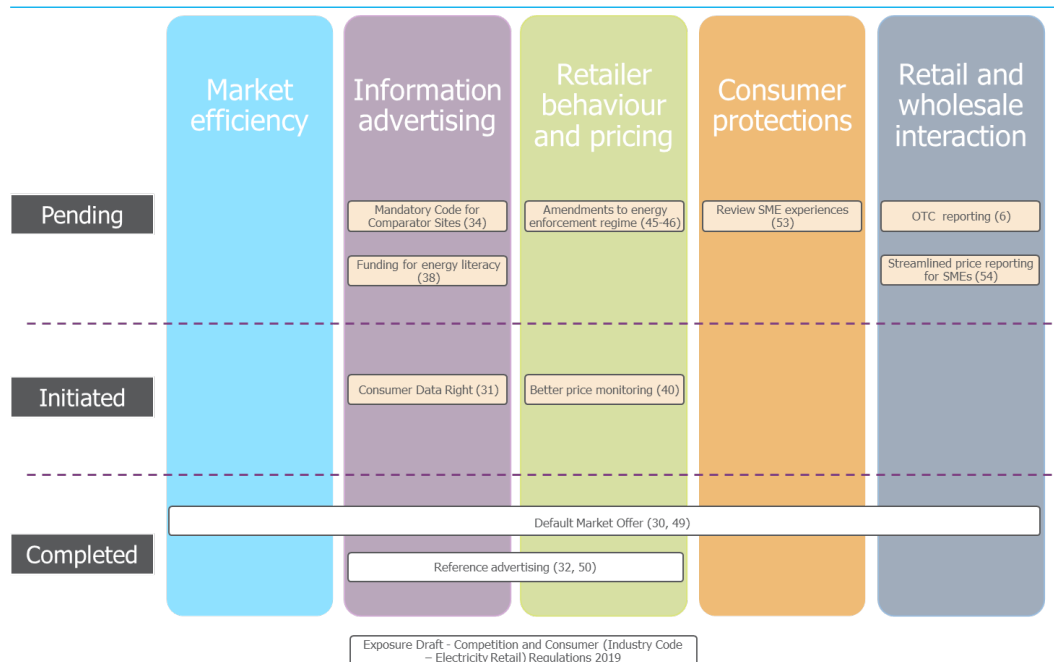 Market
efficiency
Information
advertising
Retailer
behaviour
and pricing
Consumer
protections
Retail and
wholesale
interaction
Pending
Mandatory Code for
Comparator Sites (34)
Amendments to energy
enforcement regime (45-46)
Review SME experiences
(53)
OTC reporting (6)
Funding for energy literacy
(38)
Streamlined price reporting
for SMEs (54)
Initiated
Consumer Data Right (31)
Better price monitoring (40)
Completed
Default Market Offer (30, 49)
Reference advertising (32, 50)
Exposure Draft - Competition and Consumer (Industry Code
– Electricity Retail) Regulations 2019